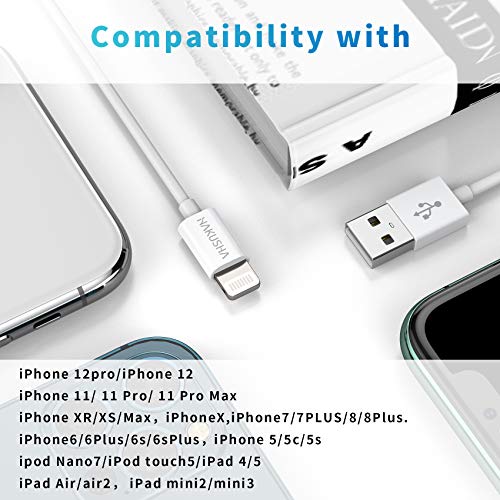 Compatibility with
NAKUSHA
A S
iPhone 12pro/iPhone 12
iPhone 11/ 11 Pro/ 11 Pro Max
iPhone XR/XS/Max，iPhoneX,iPhone7/7PLUS/8/8Plus.
iPhone6/6Plus/6s/6sPlus，iPhone 5/5c/5s
ipod Nano7/iPod touch5/iPad 4/5
iPad Air/air2，iPad mini2/mini3